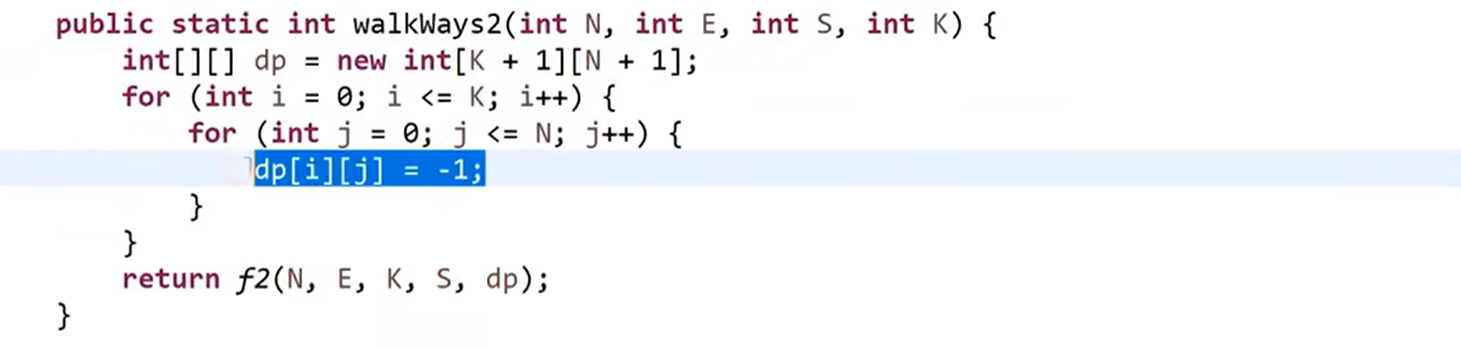 public static int walkWays2(int N, int E, int S, int K) {
int[][] dp = new int[K + 1][N + 1];
for (int i = 0; i <= K; i++) {
for (int j = 0; j <= N; j++) {
dp[i][j] = -1;
}
}
return f2(N, E, K, S, dp);
}